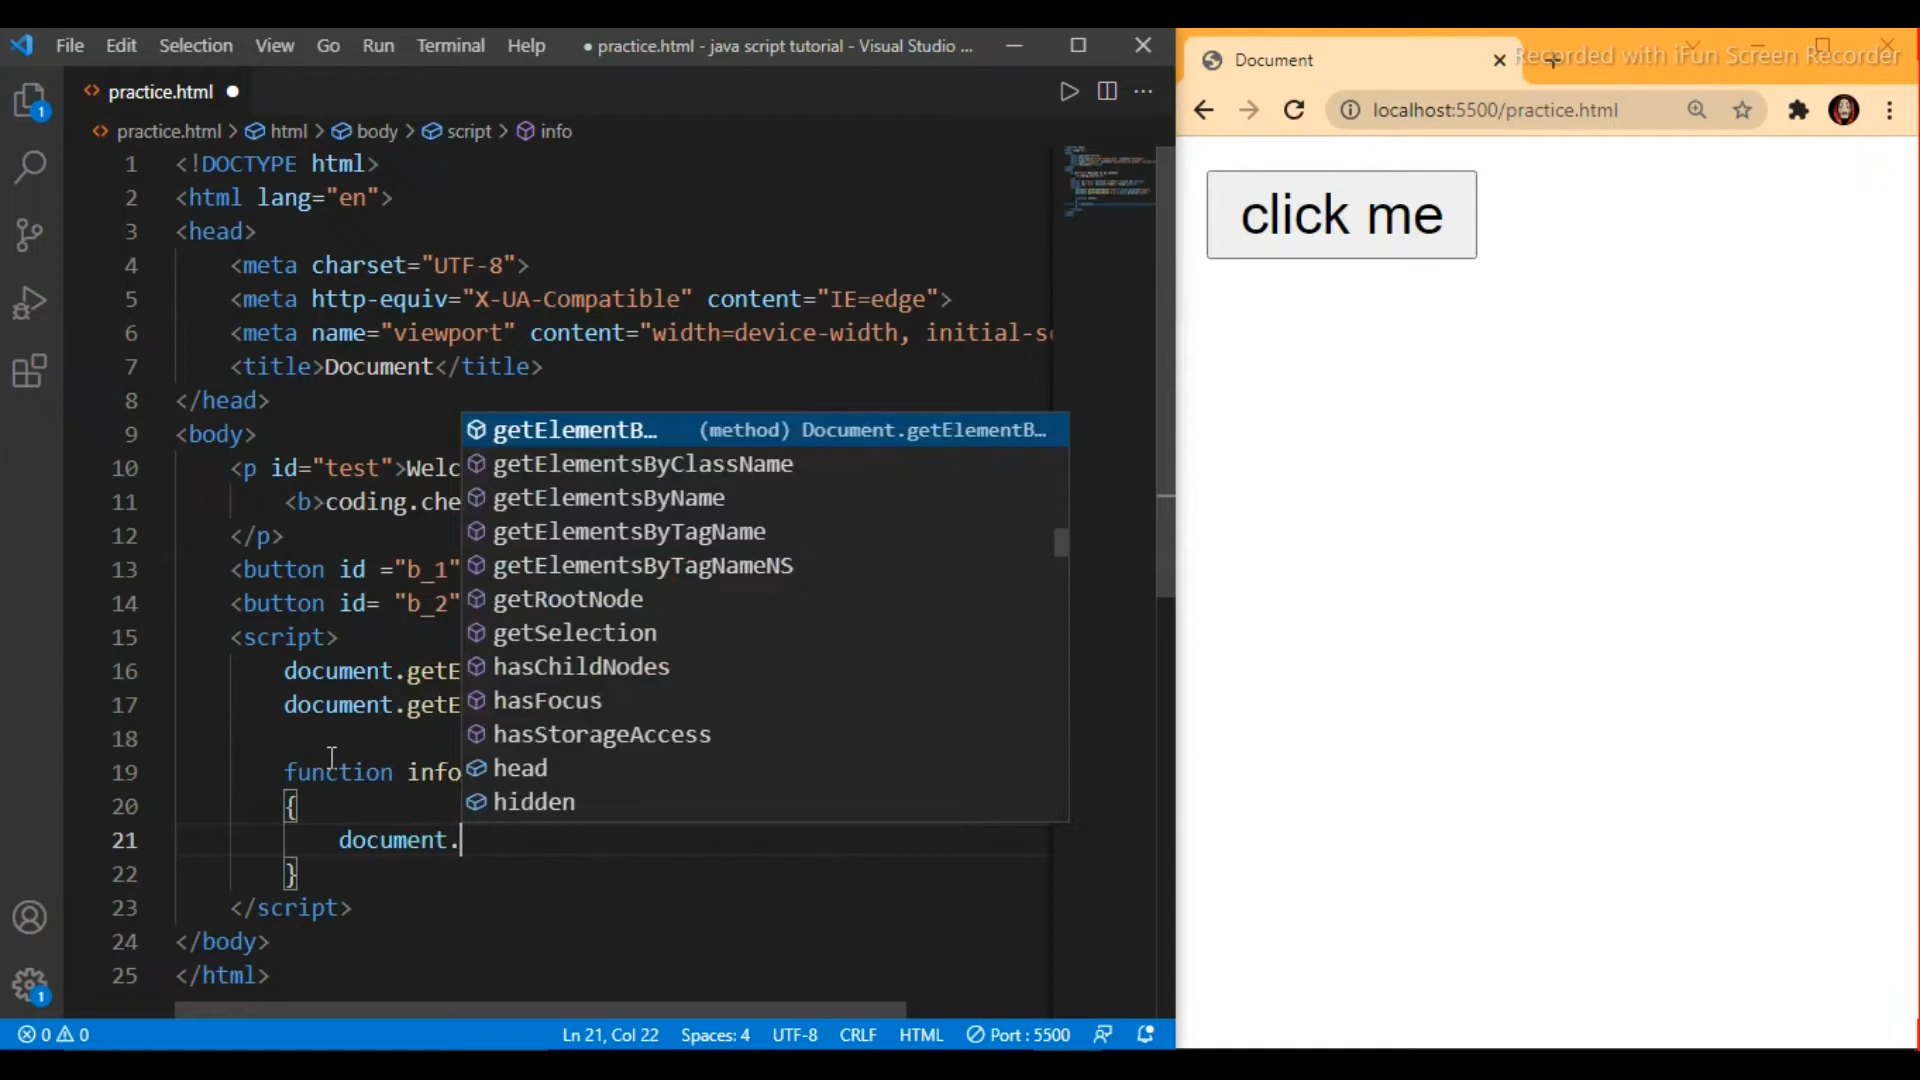 File Edit Selection View Go Run Terminal Help ● practice.html - java script tutorial - Visual Studio ...
practice.html ●
practice.html > html > body > script > info
1 <!DOCTYPE html>
2 <html lang="en">
3 <head>
4 <meta charset="UTF-8">
5 <meta http-equiv="X-UA-Compatible" content="IE=edge">
6 <meta name="viewport" content="width=device-width, initial-sc
7 <title>Document</title>
8 </head>
9 <body>
10 <p id="test">Welc
11 <b>coding.che
12 </p>
13 <button id ="b_1"
14 <button id= "b_2"
15 <script>
16 document.getE
17 document.getE
18
19 function info
20 {
21 document.
22 }
23 </script>
24 </body>
25 </html>
getElementB... (method) Document.getElementB...
getElementsByClassName
getElementsByName
getElementsByTagName
getElementsByTagNameNS
getRootNode
getSelection
hasChildNodes
hasFocus
hasStorageAccess
head
hidden
1
1
0 0 Ln 21, Col 22 Spaces: 4 UTF-8 CRLF HTML Port : 5500
Document
Recorded with iFun Screen Recorder
localhost:5500/practice.html
click me